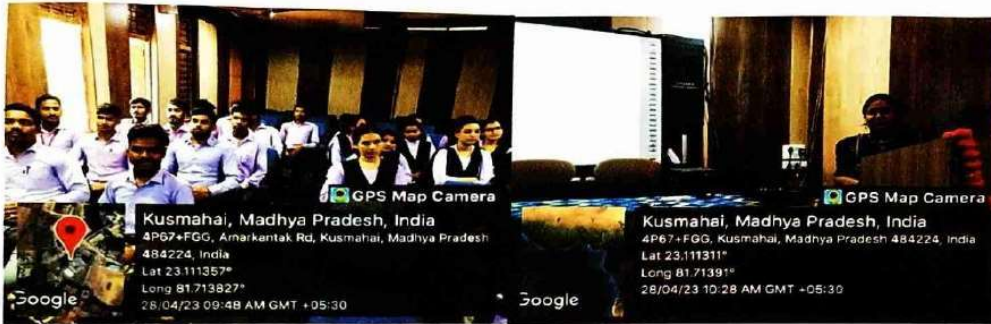 GPS Map Camera
Kusmahai, Madhya Pradesh, India
4P67+FGG, Amarkantak Rd, Kusmahai, Madhya Pradesh
484224, India
Lat 23.111357°
Long 81.713827°
28/04/23 09:48 AM GMT +05:30
Google
GPS Map Camera
Kusmahai, Madhya Pradesh, India
4P67+FGG, Kusmahai, Madhya Pradesh 484224, India
Lat 23.111311°
Long 81.71391°
28/04/23 10:28 AM GMT +05:30
Google